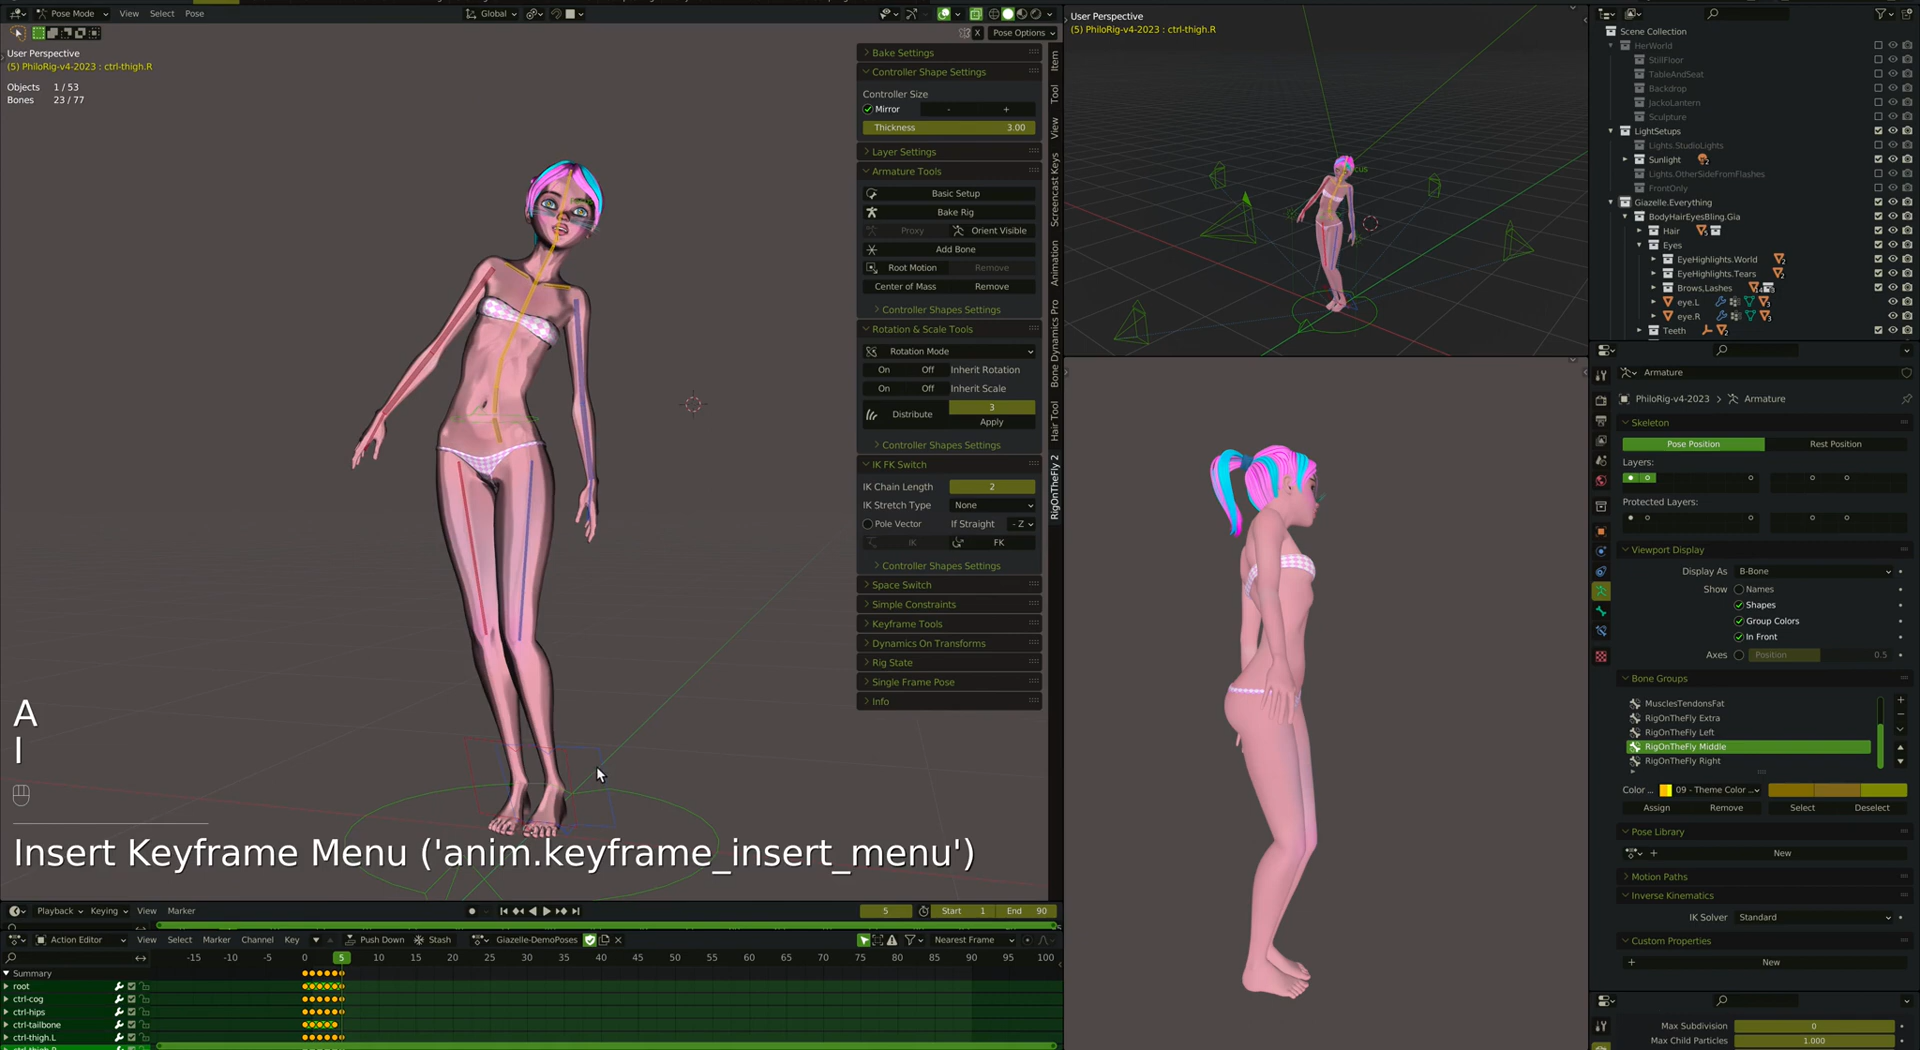 Pose Mode View Select Pose Global
X Pose Options
User Perspective
(5) PhiloRig-v4-2023 : ctrl-thigh.R
Objects 1 / 53
Bones 23 / 77
Bake Settings
Controller Shape Settings
Controller Size
Mirror - +
Thickness 3.00
Layer Settings
Armature Tools
Basic Setup
Bake Rig
Proxy Orient Visible
Add Bone
Root Motion Remove
Center of Mass Remove
Controller Shapes Settings
Rotation & Scale Tools
Rotation Mode
On Off Inherit Rotation
On Off Inherit Scale
Distribute 3
Apply
Controller Shapes Settings
IK FK Switch
IK Chain Length 2
IK Stretch Type None
Pole Vector If Straight - Z
IK FK
Controller Shapes Settings
Space Switch
Simple Constraints
Keyframe Tools
Dynamics On Transforms
Rig State
Single Frame Pose
Info
Item
Tool
View
Screencast Keys
Animation
Bone Dynamics Pro
Hair Tool
RigOnTheFly 2
A
I
Insert Keyframe Menu ('anim.keyframe_insert_menu')
User Perspective
(5) PhiloRig-v4-2023 : ctrl-thigh.R
cus
Scene Collection
HerWorld
StillFloor
TableAndSeat
Backdrop
JackoLantern
Sculpture
LightSetups
Lights.StudioLights
Sunlight
Lights.OtherSideFromFlashes
FrontOnly
Giazelle.Everything
BodyHairEyesBling.Gia
Hair
Eyes
EyeHighlights.World
EyeHighlights.Tears
Brows,Lashes
eye.L
eye.R
Teeth
Armature
PhiloRig-v4-2023 > Armature
Skeleton
Pose Position Rest Position
Layers:
Protected Layers:
Viewport Display
Display As B-Bone
Show Names
Shapes
Group Colors
In Front
Axes Position 0.5
Bone Groups
MusclesTendonsFat
RigOnTheFly Extra
RigOnTheFly Left
RigOnTheFly Middle
RigOnTheFly Right
Color ... 09 - Theme Color ...
Assign Remove Select Deselect
Pose Library
+ New
Motion Paths
Inverse Kinematics
IK Solver Standard
Custom Properties
+ New
Max Subdivision 0
Max Child Particles 1.000
Playback Keying View Marker 5 Start 1 End 90
Action Editor View Select Marker Channel Key Push Down Stash Giazelle-DemoPoses Nearest Frame
-15 -10 -5 0 5 10 15 20 25 30 35 40 45 50 55 60 65 70 75 80 85 90 95 100
Summary
root
ctrl-cog
ctrl-hips
ctrl-tailbone
ctrl-thigh.L